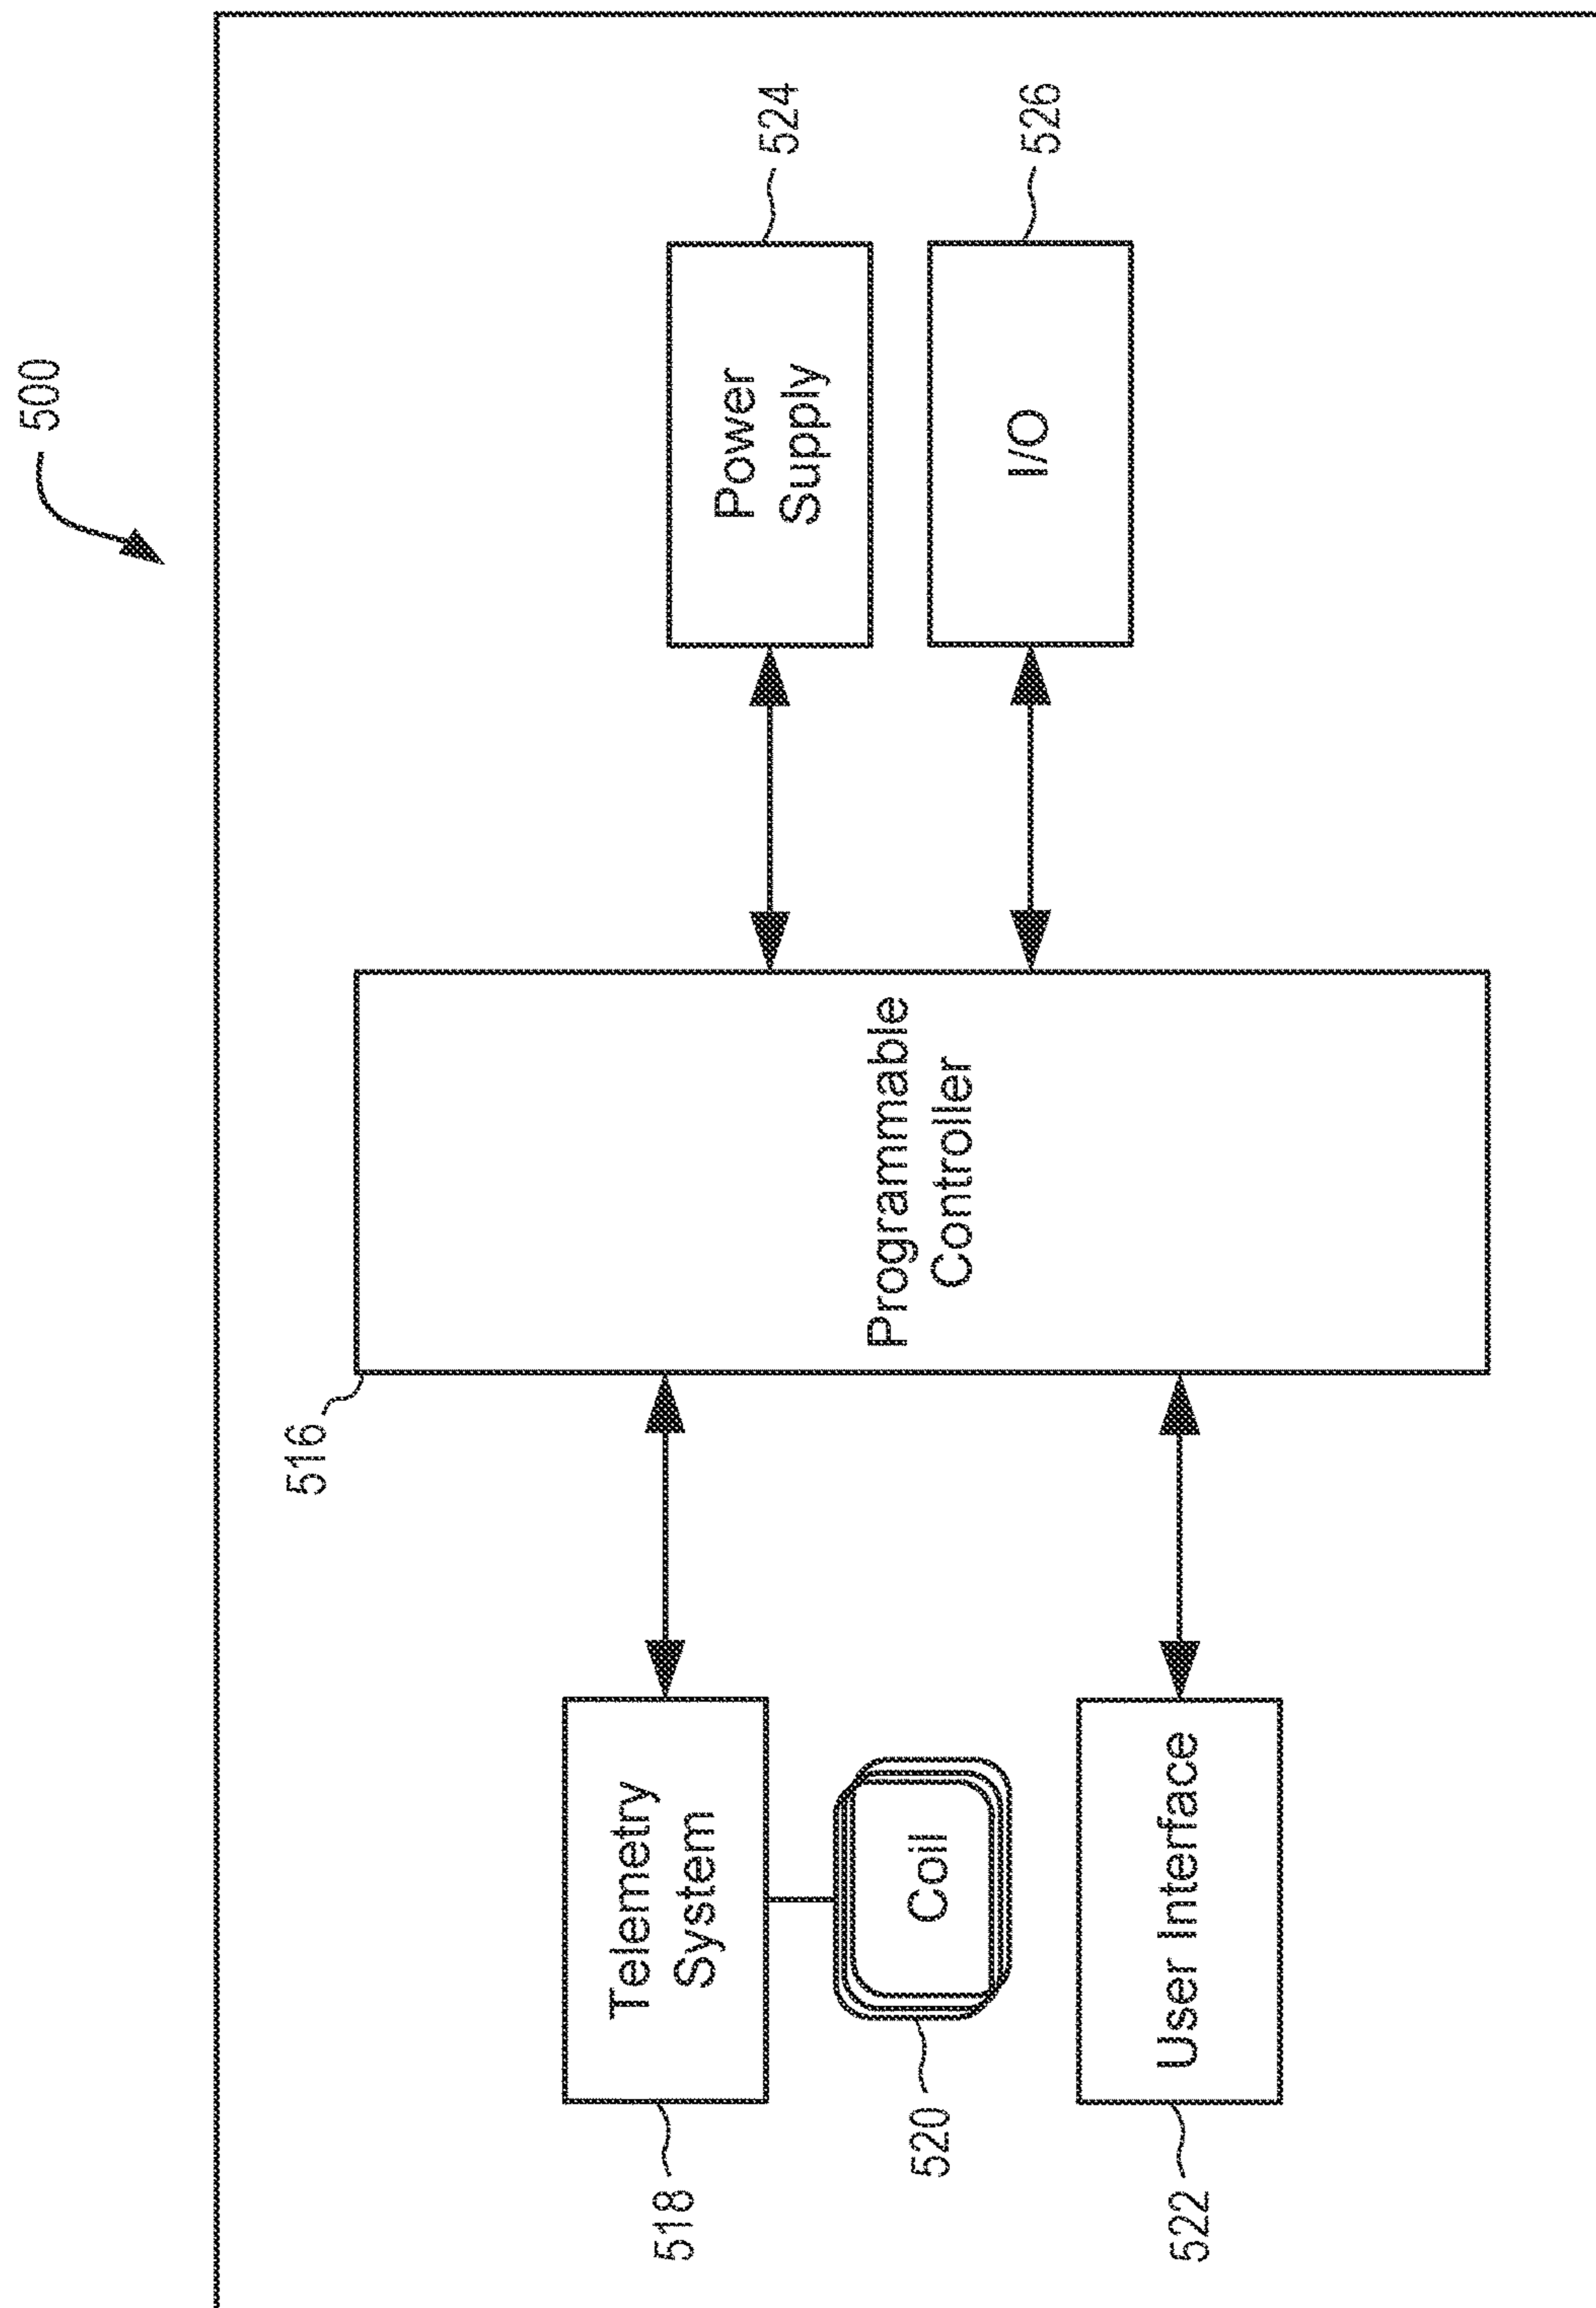 500
516
518
Telemetry
System
520
Coil
522
User Interface
Programmable
Controller
524
Power
Supply
526
I/O